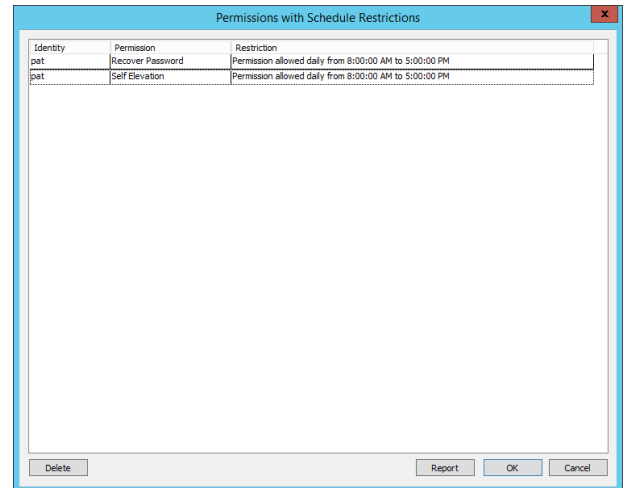 Permissions with Schedule Restrictions
x
Identity Permission Restriction
pat Recover Password Permission allowed daily from 8:00:00 AM to 5:00:00 PM
pat Self Elevation Permission allowed daily from 8:00:00 AM to 5:00:00 PM
Delete Report OK Cancel